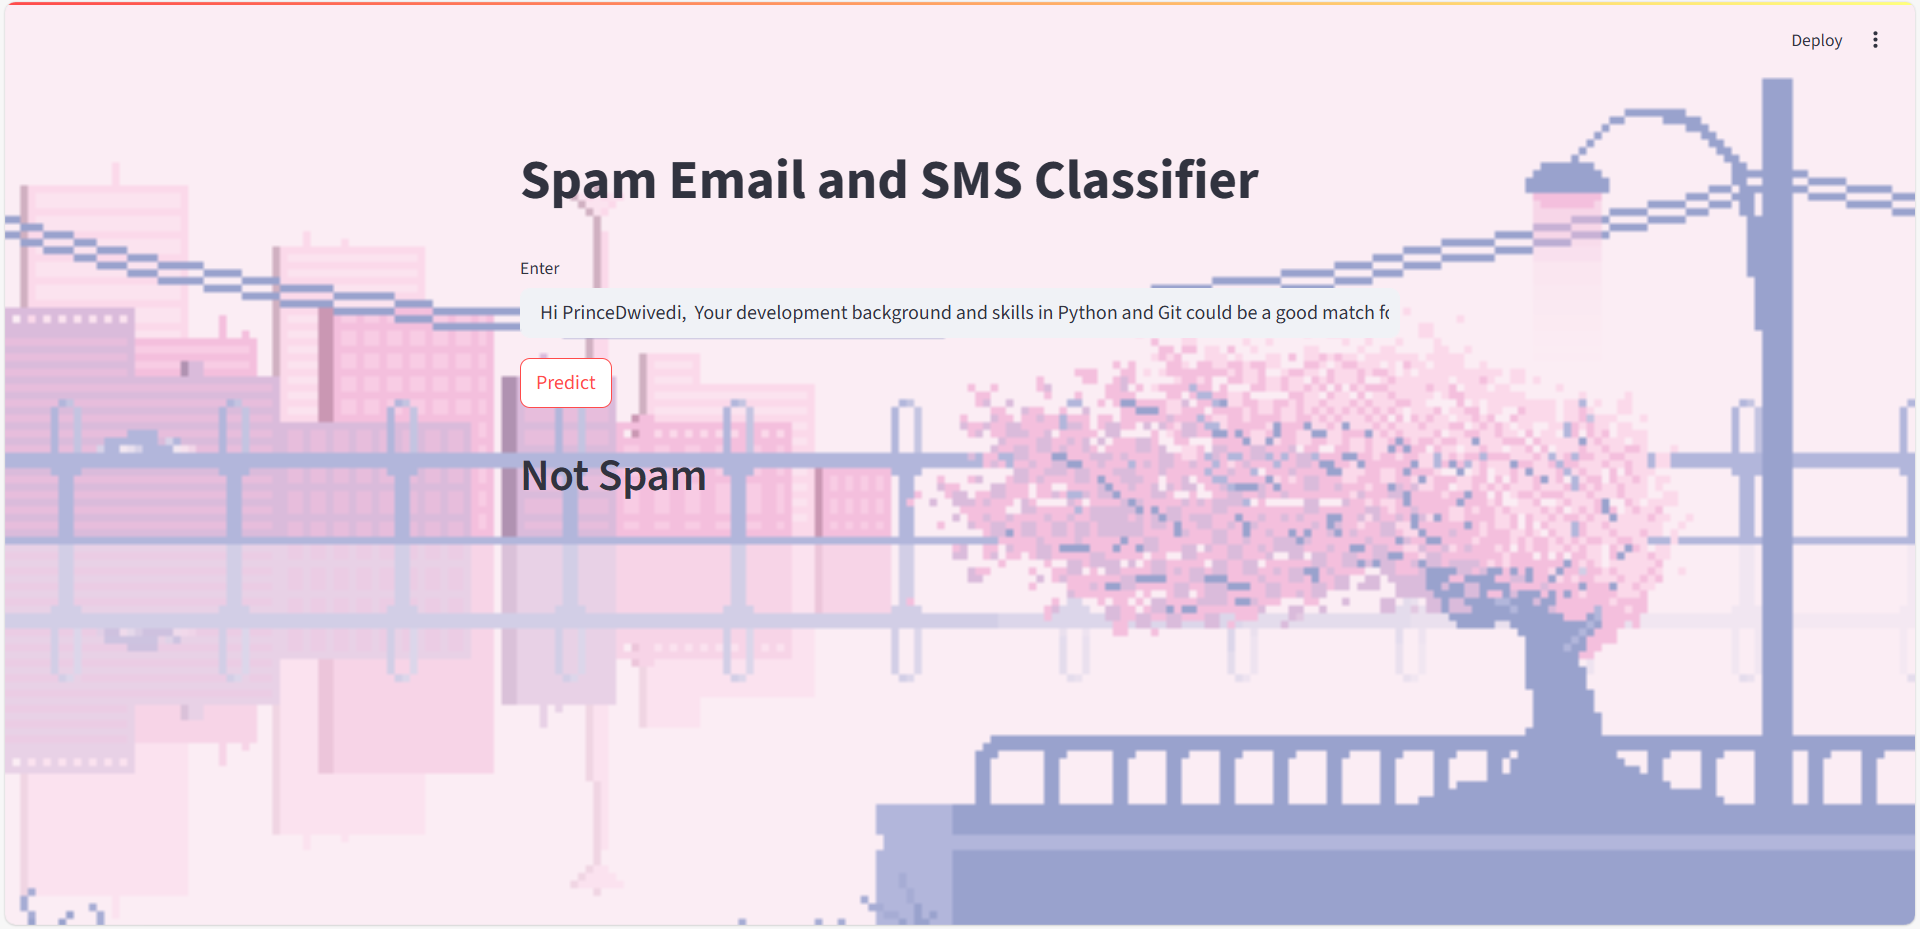 Deploy
Spam Email and SMS Classifier
Enter
Hi PrinceDwivedi,  Your development background and skills in Python and Git could be a good match fo
Predict
Not Spam